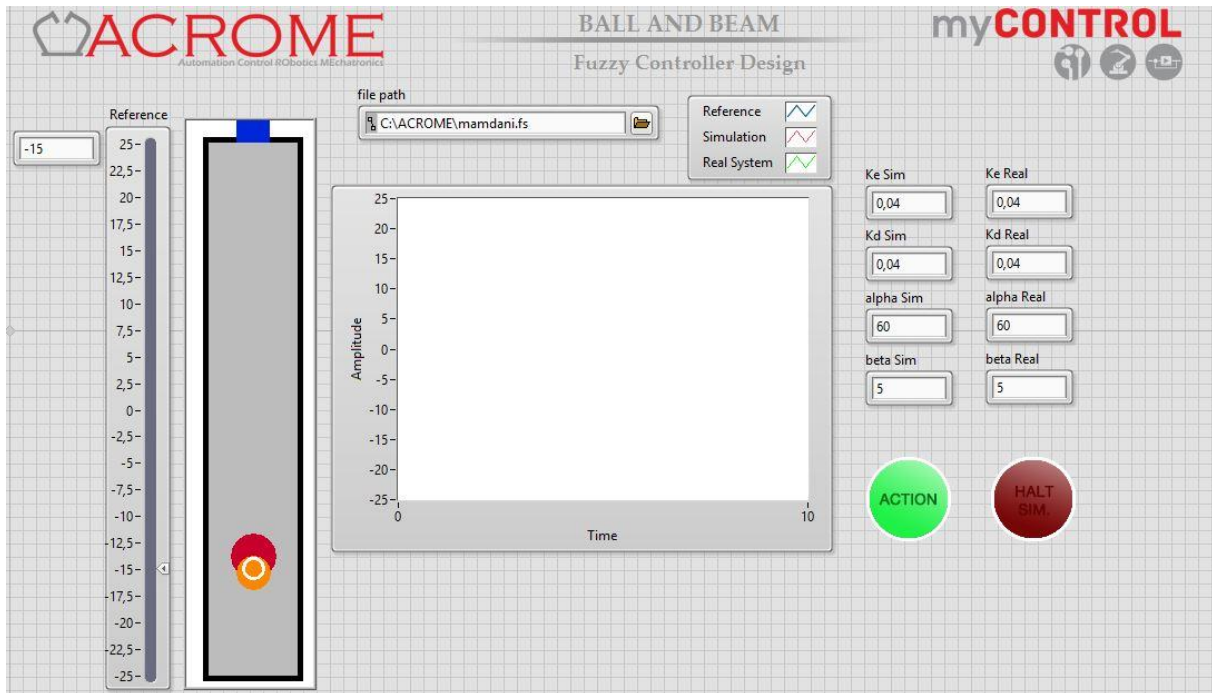 ACROME
Automation Control RObotics MEchatronics
BALL AND BEAM
Fuzzy Controller Design
myCONTROL
file path
C:\ACROME\mamdani.fs
Reference
Simulation
Real System
Reference
-15
25
22,5
20
17,5
15
12,5
10
7,5
5
2,5
0
-2,5
-5
-7,5
-10
-12,5
-15
-17,5
-20
-22,5
-25
Amplitude
25
20
15
10
5
0
-5
-10
-15
-20
-25
0 10
Time
Ke Sim Ke Real
0,04 0,04
Kd Sim Kd Real
0,04 0,04
alpha Sim alpha Real
60 60
beta Sim beta Real
5 5
ACTION
HALT
SIM.